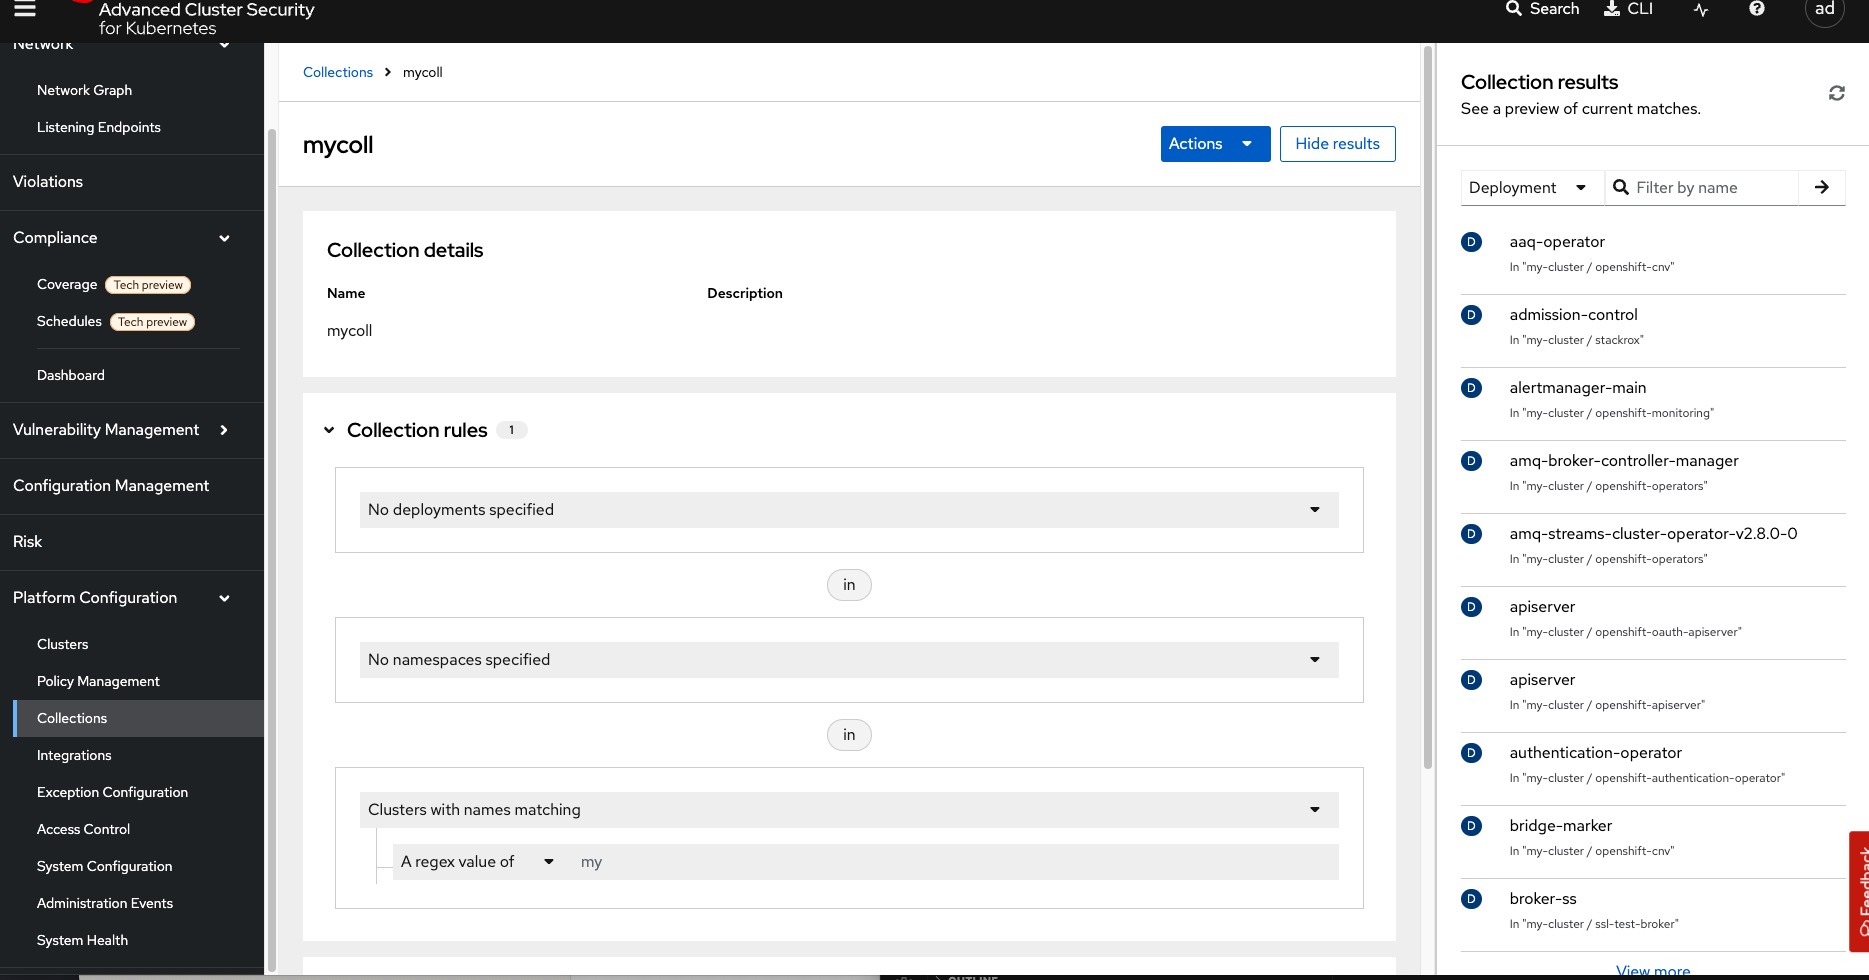 Advanced Cluster Security
for Kubernetes
Search
CLI
ad
Network
Network Graph
Listening Endpoints
Violations
Compliance
Coverage Tech preview
Schedules Tech preview
Dashboard
Vulnerability Management
Configuration Management
Risk
Platform Configuration
Clusters
Policy Management
Collections
Integrations
Exception Configuration
Access Control
System Configuration
Administration Events
System Health
Collections mycoll
mycoll
Actions
Hide results
Collection details
Name Description
mycoll
Collection rules 1
No deployments specified
in
No namespaces specified
in
Clusters with names matching
A regex value of my
Collection results
See a preview of current matches.
Deployment Filter by name
D aaq-operator
In "my-cluster / openshift-cnv"
D admission-control
In "my-cluster / stackrox"
D alertmanager-main
In "my-cluster / openshift-monitoring"
D amq-broker-controller-manager
In "my-cluster / openshift-operators"
D amq-streams-cluster-operator-v2.8.0-0
In "my-cluster / openshift-operators"
D apiserver
In "my-cluster / openshift-oauth-apiserver"
D apiserver
In "my-cluster / openshift-apiserver"
D authentication-operator
In "my-cluster / openshift-authentication-operator"
D bridge-marker
In "my-cluster / openshift-cnv"
D broker-ss
In "my-cluster / ssl-test-broker"
View more
Feedback
OUTLINE